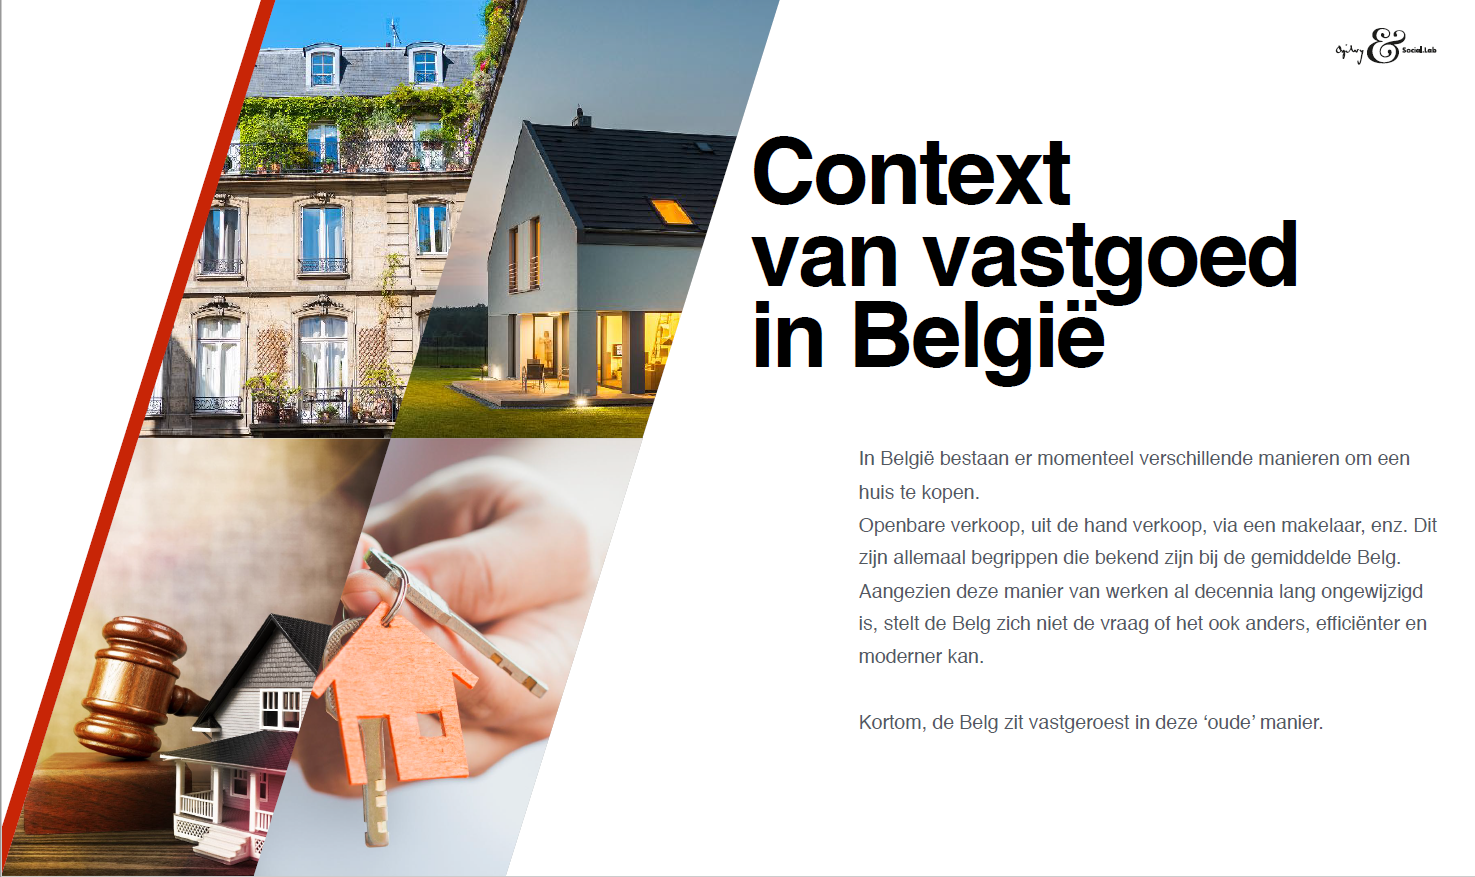 Ogilvy & Social.Lab
Context
van vastgoed
in België
In België bestaan er momenteel verschillende manieren om een
huis te kopen.
Openbare verkoop, uit de hand verkoop, via een makelaar, enz. Dit
zijn allemaal begrippen die bekend zijn bij de gemiddelde Belg.
Aangezien deze manier van werken al decennia lang ongewijzigd
is, stelt de Belg zich niet de vraag of het ook anders, efficiënter en
moderner kan.
Kortom, de Belg zit vastgeroest in deze ‘oude’ manier.